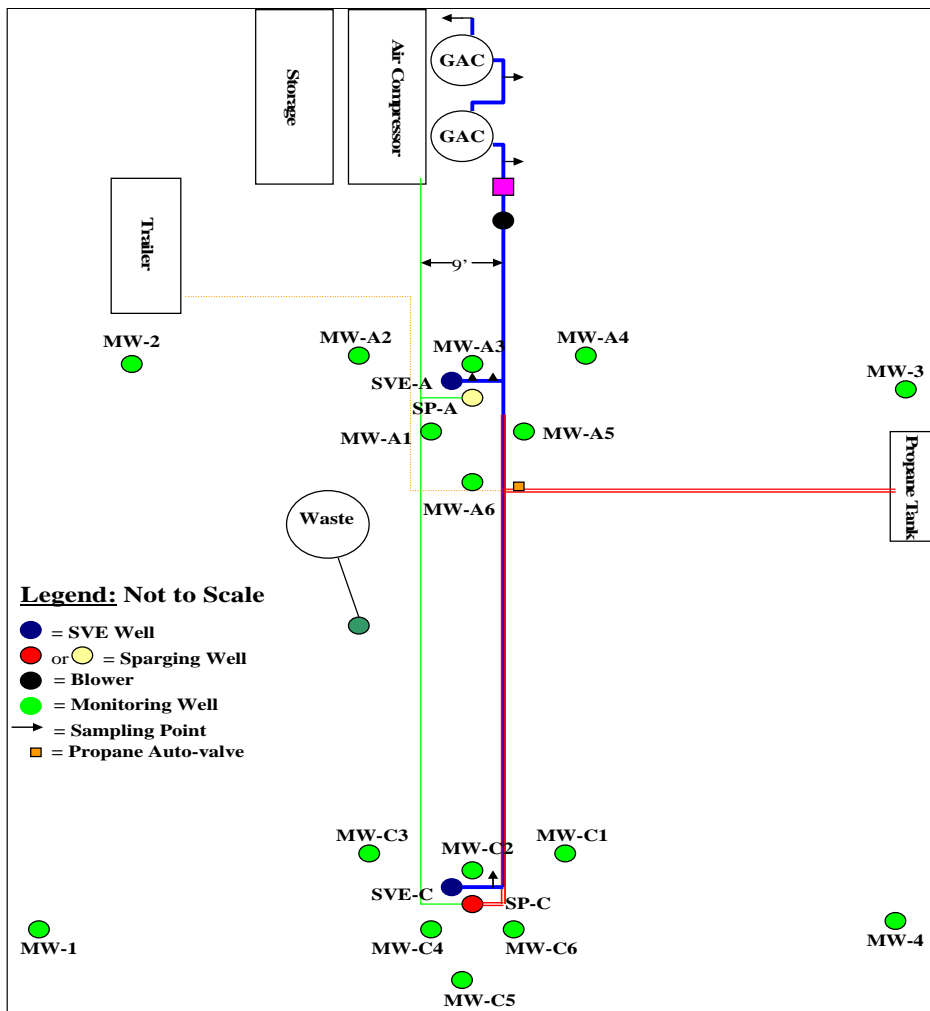 GAC
Air Compressor
Storage
GAC
Trailer
9’
MW-2
MW-A2
MW-A3
MW-A4
SVE-A
MW-3
SP-A
MW-A1
MW-A5
Propane Tank
MW-A6
Waste
Legend: Not to Scale
= SVE Well
or = Sparging Well
= Blower
= Monitoring Well
= Sampling Point
= Propane Auto-valve
MW-C3
MW-C1
MW-C2
SVE-C
SP-C
MW-1
MW-C4
MW-C6
MW-4
MW-C5